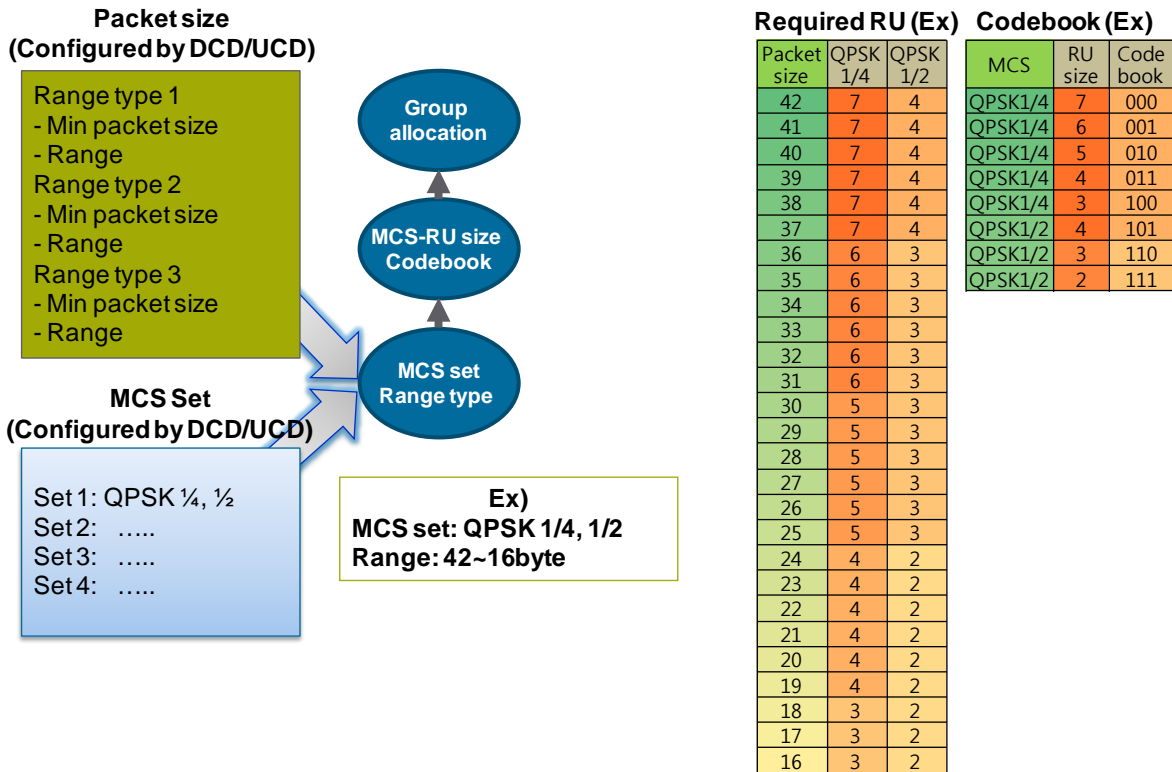 Packet size
(Configured by DCD/UCD)
Range type 1
- Min packet size
- Range
Range type 2
- Min packet size
- Range
Range type 3
- Min packet size
- Range
MCS Set
(Configured by DCD/UCD)
Set 1: QPSK ¼, ½
Set 2: …..
Set 3: …..
Set 4: …..
Group
allocation
MCS-RU size
Codebook
MCS set
Range type
Ex)
MCS set: QPSK 1/4, 1/2
Range: 42~16byte
Required RU (Ex)
Packet size QPSK 1/4 QPSK 1/2
42 7 4
41 7 4
40 7 4
39 7 4
38 7 4
37 7 4
36 6 3
35 6 3
34 6 3
33 6 3
32 6 3
31 6 3
30 5 3
29 5 3
28 5 3
27 5 3
26 5 3
25 5 3
24 4 2
23 4 2
22 4 2
21 4 2
20 4 2
19 4 2
18 3 2
17 3 2
16 3 2
Codebook (Ex)
MCS RU size Code book
QPSK1/4 7 000
QPSK1/4 6 001
QPSK1/4 5 010
QPSK1/4 4 011
QPSK1/4 3 100
QPSK1/2 4 101
QPSK1/2 3 110
QPSK1/2 2 111